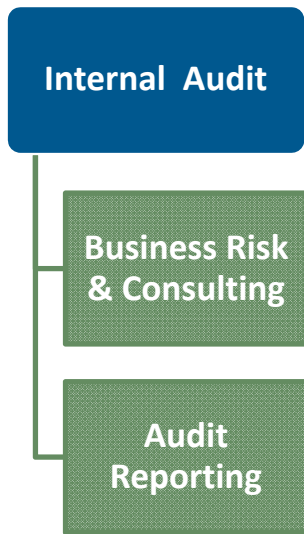 Internal Audit
Business Risk
& Consulting
Audit
Reporting